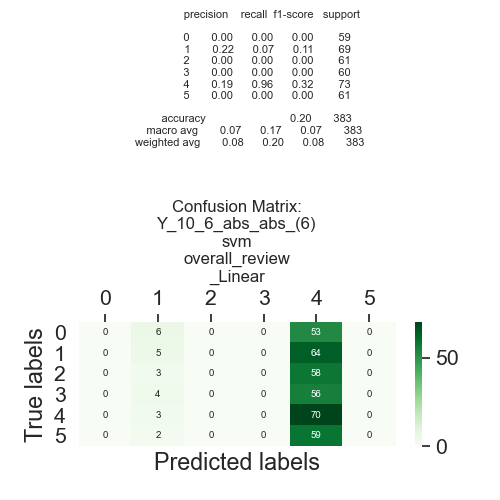 precision recall f1-score support
0 0.00 0.00 0.00 59
1 0.22 0.07 0.11 69
2 0.00 0.00 0.00 61
3 0.00 0.00 0.00 60
4 0.19 0.96 0.32 73
5 0.00 0.00 0.00 61
accuracy 0.20 383
macro avg 0.07 0.17 0.07 383
weighted avg 0.08 0.20 0.08 383
Confusion Matrix:
Y_10_6_abs_abs_(6)
svm
overall_review
_Linear
0 1 2 3 4 5
True labels
0 0 6 0 0 53 0
1 0 5 0 0 64 0
2 0 3 0 0 58 0
3 0 4 0 0 56 0
4 0 3 0 0 70 0
5 0 2 0 0 59 0
Predicted labels
50
0